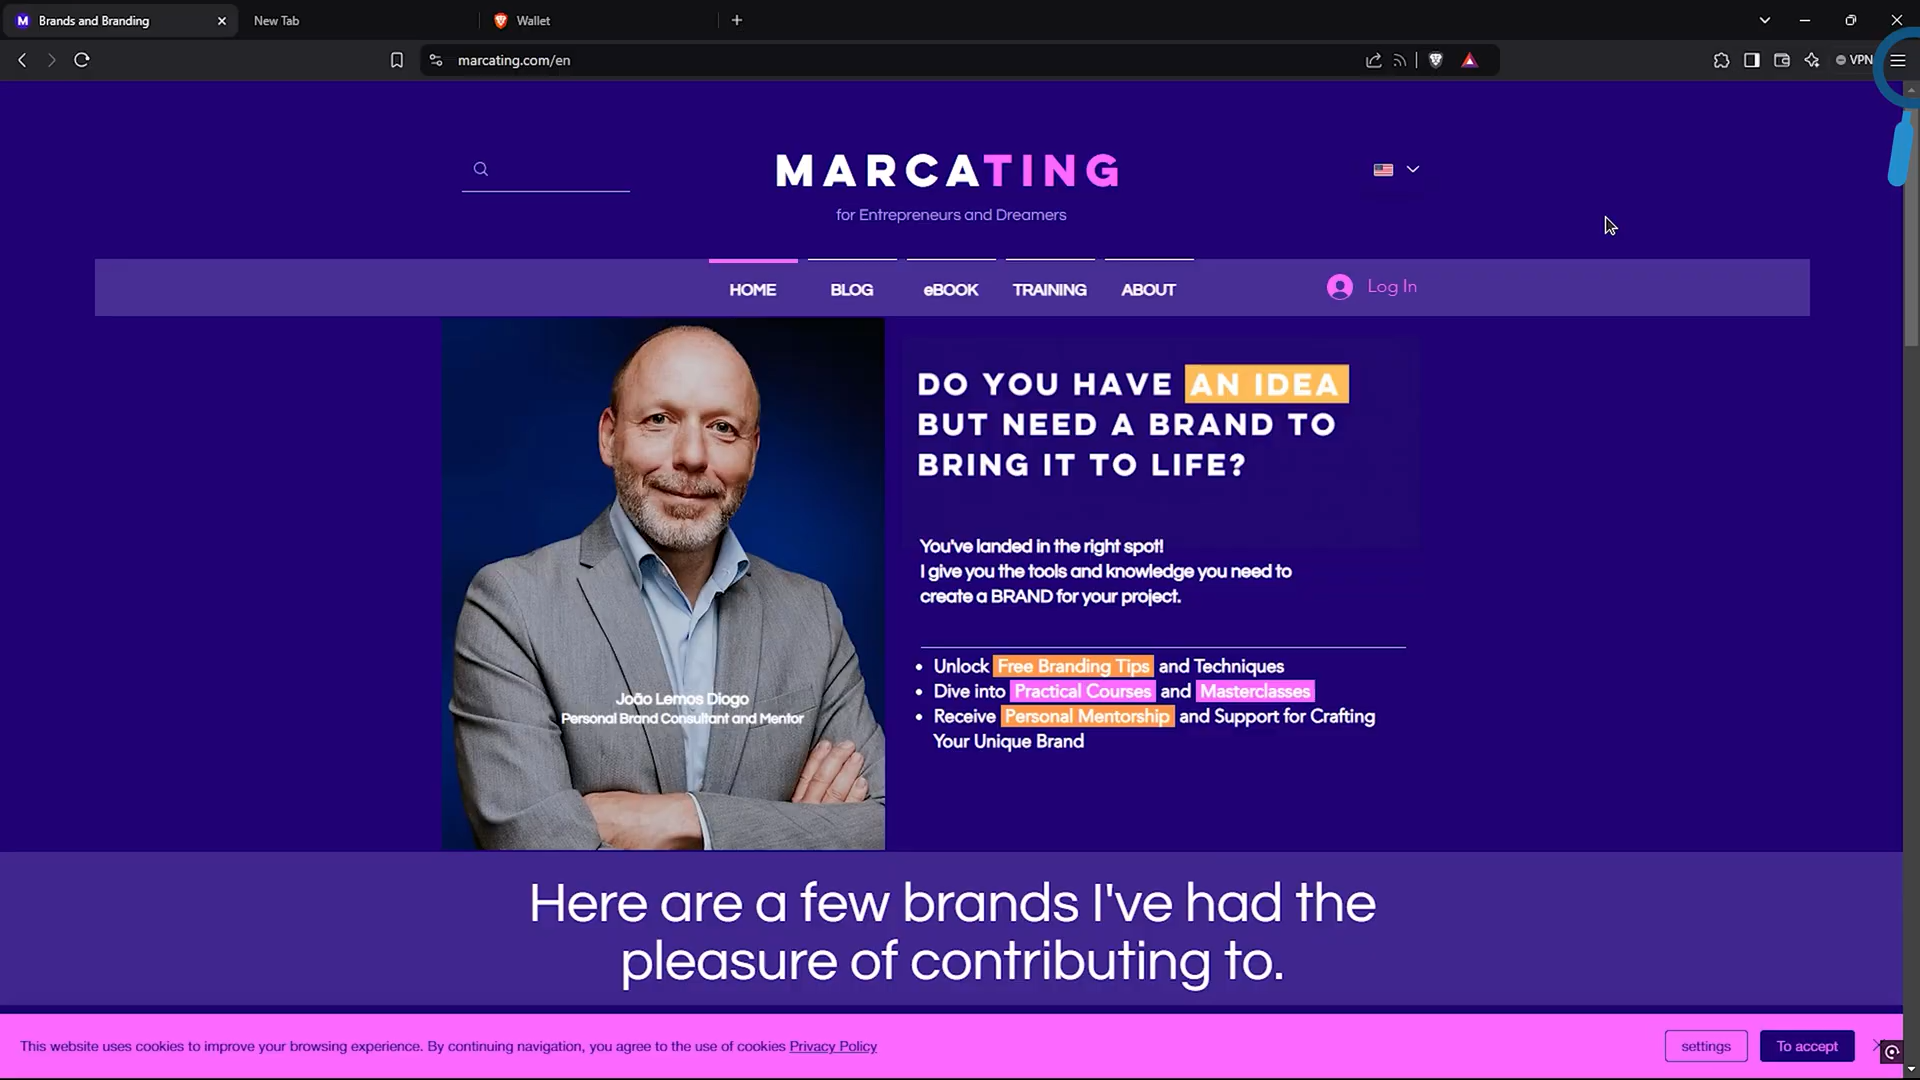 Brands and Branding
New Tab
Wallet
marcating.com/en
VPN
MARCATING
for Entrepreneurs and Dreamers
HOME
BLOG
eBOOK
TRAINING
ABOUT
Log In
DO YOU HAVE AN IDEA
BUT NEED A BRAND TO
BRING IT TO LIFE?
You've landed in the right spot!
I give you the tools and knowledge you need to
create a BRAND for your project.
• Unlock Free Branding Tips and Techniques
• Dive into Practical Courses and Masterclasses
• Receive Personal Mentorship and Support for Crafting
Your Unique Brand
João Lemos Diogo
Personal Brand Consultant and Mentor
Here are a few brands I've had the
pleasure of contributing to.
This website uses cookies to improve your browsing experience. By continuing navigation, you agree to the use of cookies Privacy Policy
settings
To accept